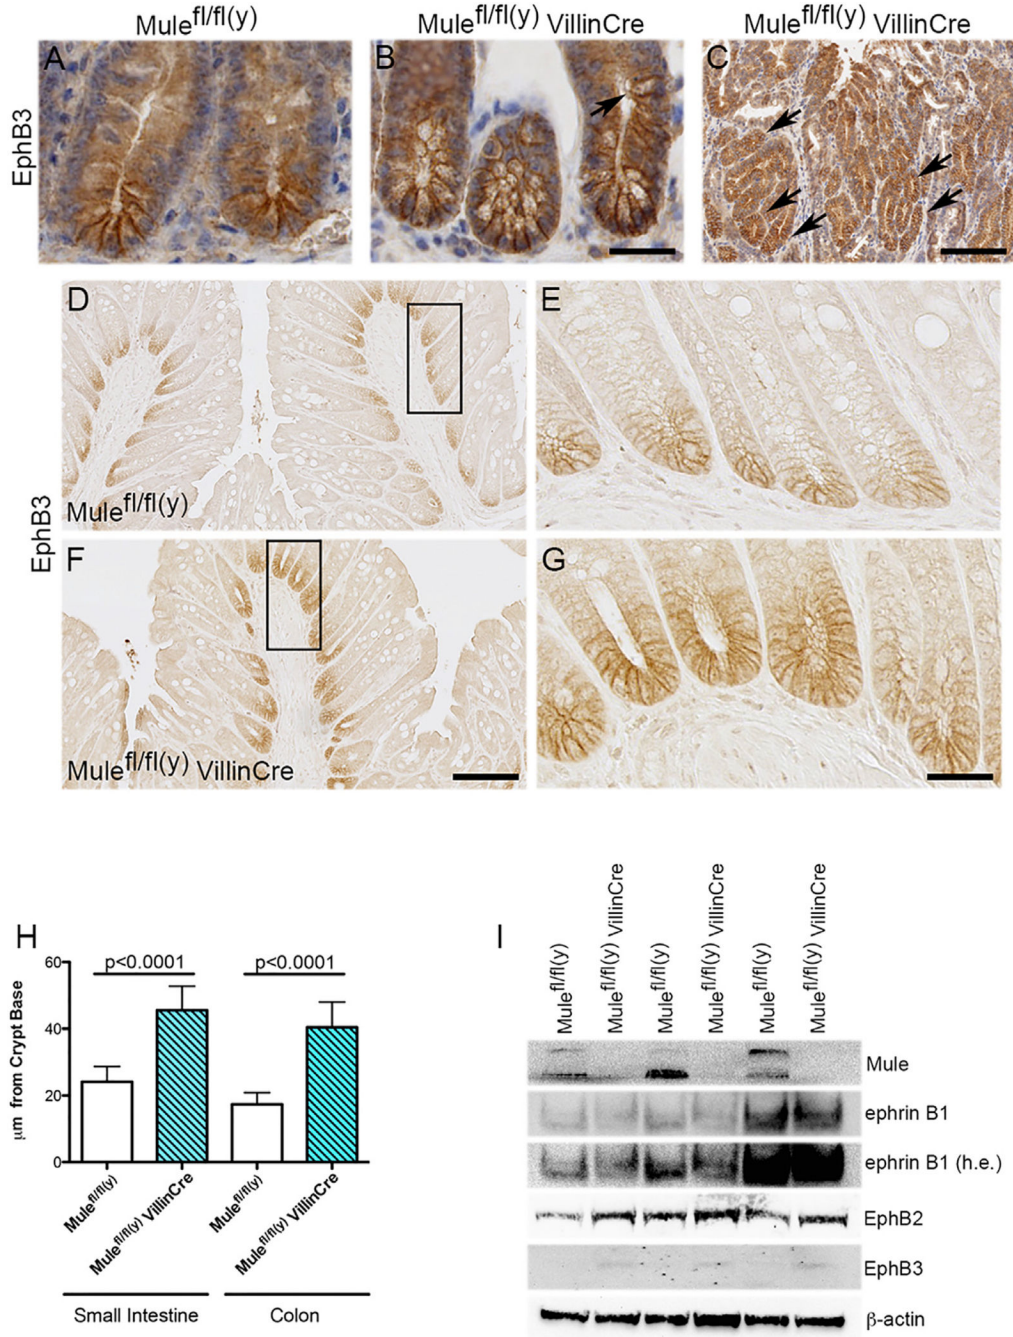 Mule^fl/fl(y)
Mule^fl/fl(y) VillinCre
Mule^fl/fl(y) VillinCre
EphB3
A
B
C
EphB3
D
Mule^fl/fl(y)
E
F
Mule^fl/fl(y) VillinCre
G
H
μm from Crypt Base
60
40
20
0
p<0.0001
p<0.0001
Mule^fl/fl(y)
Mule^fl/fl(y) VillinCre
Mule^fl/fl(y)
Mule^fl/fl(y) VillinCre
Small Intestine
Colon
I
Mule^fl/fl(y)
Mule^fl/fl(y) VillinCre
Mule^fl/fl(y)
Mule^fl/fl(y) VillinCre
Mule^fl/fl(y)
Mule^fl/fl(y) VillinCre
Mule
ephrin B1
ephrin B1 (h.e.)
EphB2
EphB3
β-actin